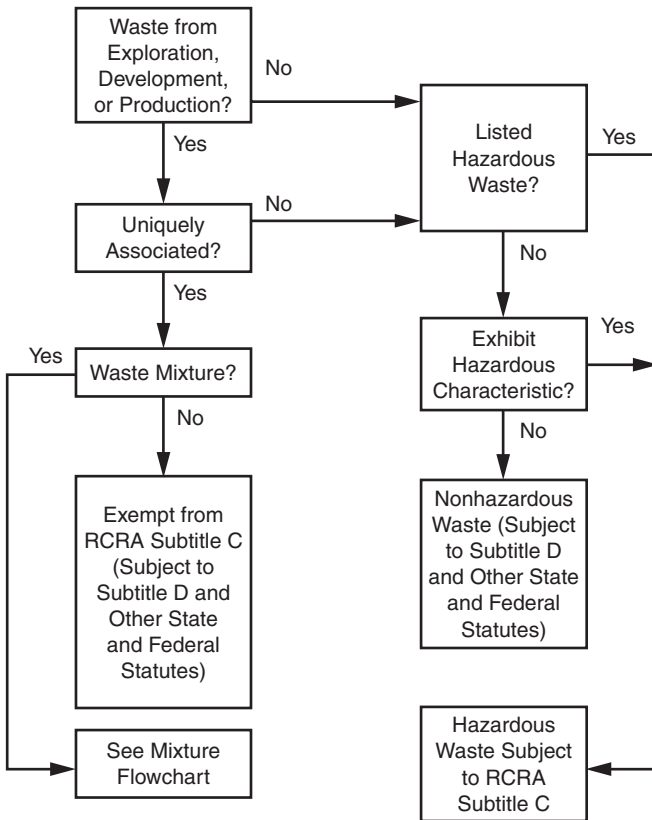 Waste from
Exploration,
Development,
or Production?
No
Yes
Listed
Hazardous
Waste?
Yes
Uniquely
Associated?
No
Yes
No
Waste Mixture?
Yes
No
Exhibit
Hazardous
Characteristic?
Yes
No
Exempt from
RCRA Subtitle C
(Subject to
Subtitle D and
Other State
and Federal
Statutes)
Nonhazardous
Waste (Subject
to Subtitle D
and Other State
and Federal
Statutes)
See Mixture
Flowchart
Hazardous
Waste Subject
to RCRA
Subtitle C